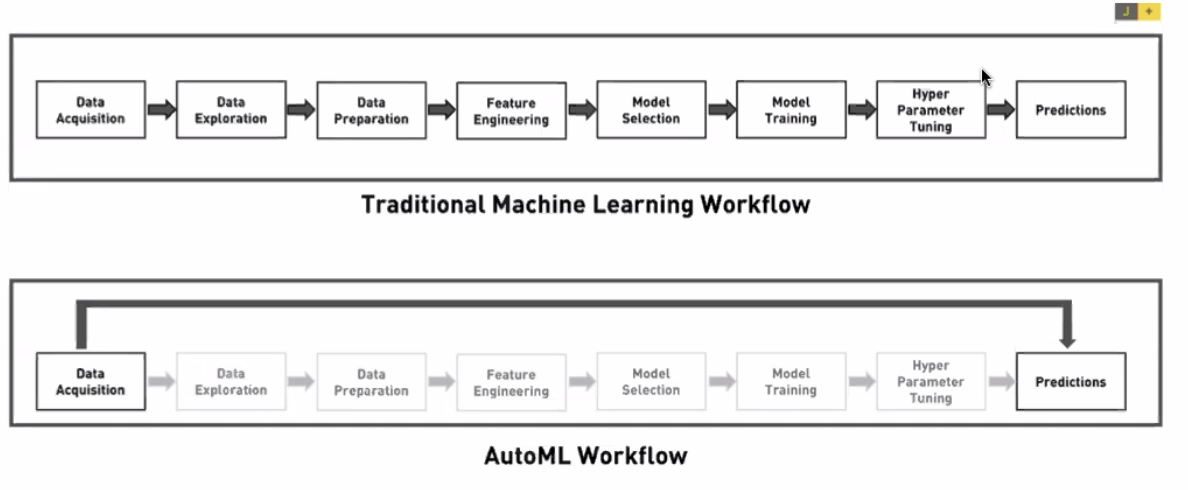 J +
Data
Acquisition
Data
Exploration
Data
Preparation
Feature
Engineering
Model
Selection
Model
Training
Hyper
Parameter
Tuning
Predictions
Traditional Machine Learning Workflow
Data
Acquisition
Data
Exploration
Data
Preparation
Feature
Engineering
Model
Selection
Model
Training
Hyper
Parameter
Tuning
Predictions
AutoML Workflow